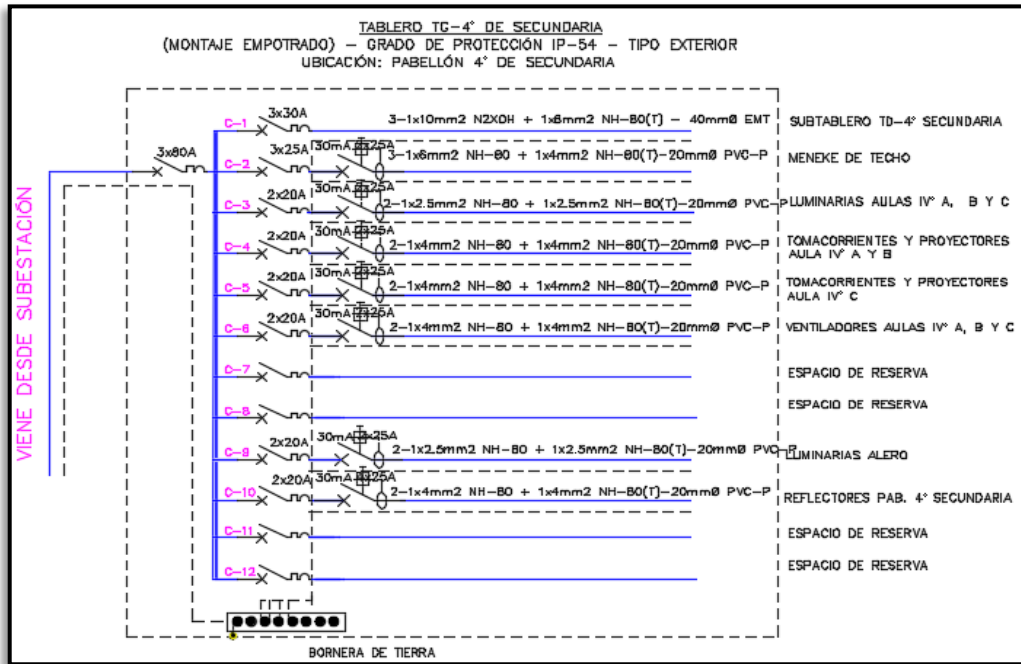 TABLERO TG-4° DE SECUNDARIA
(MONTAJE EMPOTRADO) - GRADO DE PROTECCIÓN IP-54 - TIPO EXTERIOR
UBICACIÓN: PABELLÓN 4° DE SECUNDARIA
VIENE DESDE SUBESTACIÓN
3x80A
C-1 3x30A 3-1x10mm2 N2XOH + 1x6mm2 NH-80(T) - 40mmØ EMT SUBTABLERO TD-4° SECUNDARIA
C-2 3x25A 30mA 4x25A 3-1x6mm2 NH-80 + 1x4mm2 NH-80(T)-20mmØ PVC-P MENEKE DE TECHO
C-3 2x20A 30mA 2x25A 2-1x2.5mm2 NH-80 + 1x2.5mm2 NH-80(T)-20mmØ PVC-P LUMINARIAS AULAS IV° A, B Y C
C-4 2x20A 30mA 2x25A 2-1x4mm2 NH-80 + 1x4mm2 NH-80(T)-20mmØ PVC-P TOMACORRIENTES Y PROYECTORES
AULA IV° A Y B
C-5 2x20A 30mA 2x25A 2-1x4mm2 NH-80 + 1x4mm2 NH-80(T)-20mmØ PVC-P TOMACORRIENTES Y PROYECTORES
AULA IV° C
C-6 2x20A 30mA 2x25A 2-1x4mm2 NH-80 + 1x4mm2 NH-80(T)-20mmØ PVC-P VENTILADORES AULAS IV° A, B Y C
C-7 ESPACIO DE RESERVA
C-8 ESPACIO DE RESERVA
C-9 2x20A 30mA 2x25A 2-1x2.5mm2 NH-80 + 1x2.5mm2 NH-80(T)-20mmØ PVC-P LUMINARIAS ALERO
C-10 2x20A 30mA 2x25A 2-1x4mm2 NH-80 + 1x4mm2 NH-80(T)-20mmØ PVC-P REFLECTORES PAB. 4° SECUNDARIA
C-11 ESPACIO DE RESERVA
C-12 ESPACIO DE RESERVA
BORNERA DE TIERRA